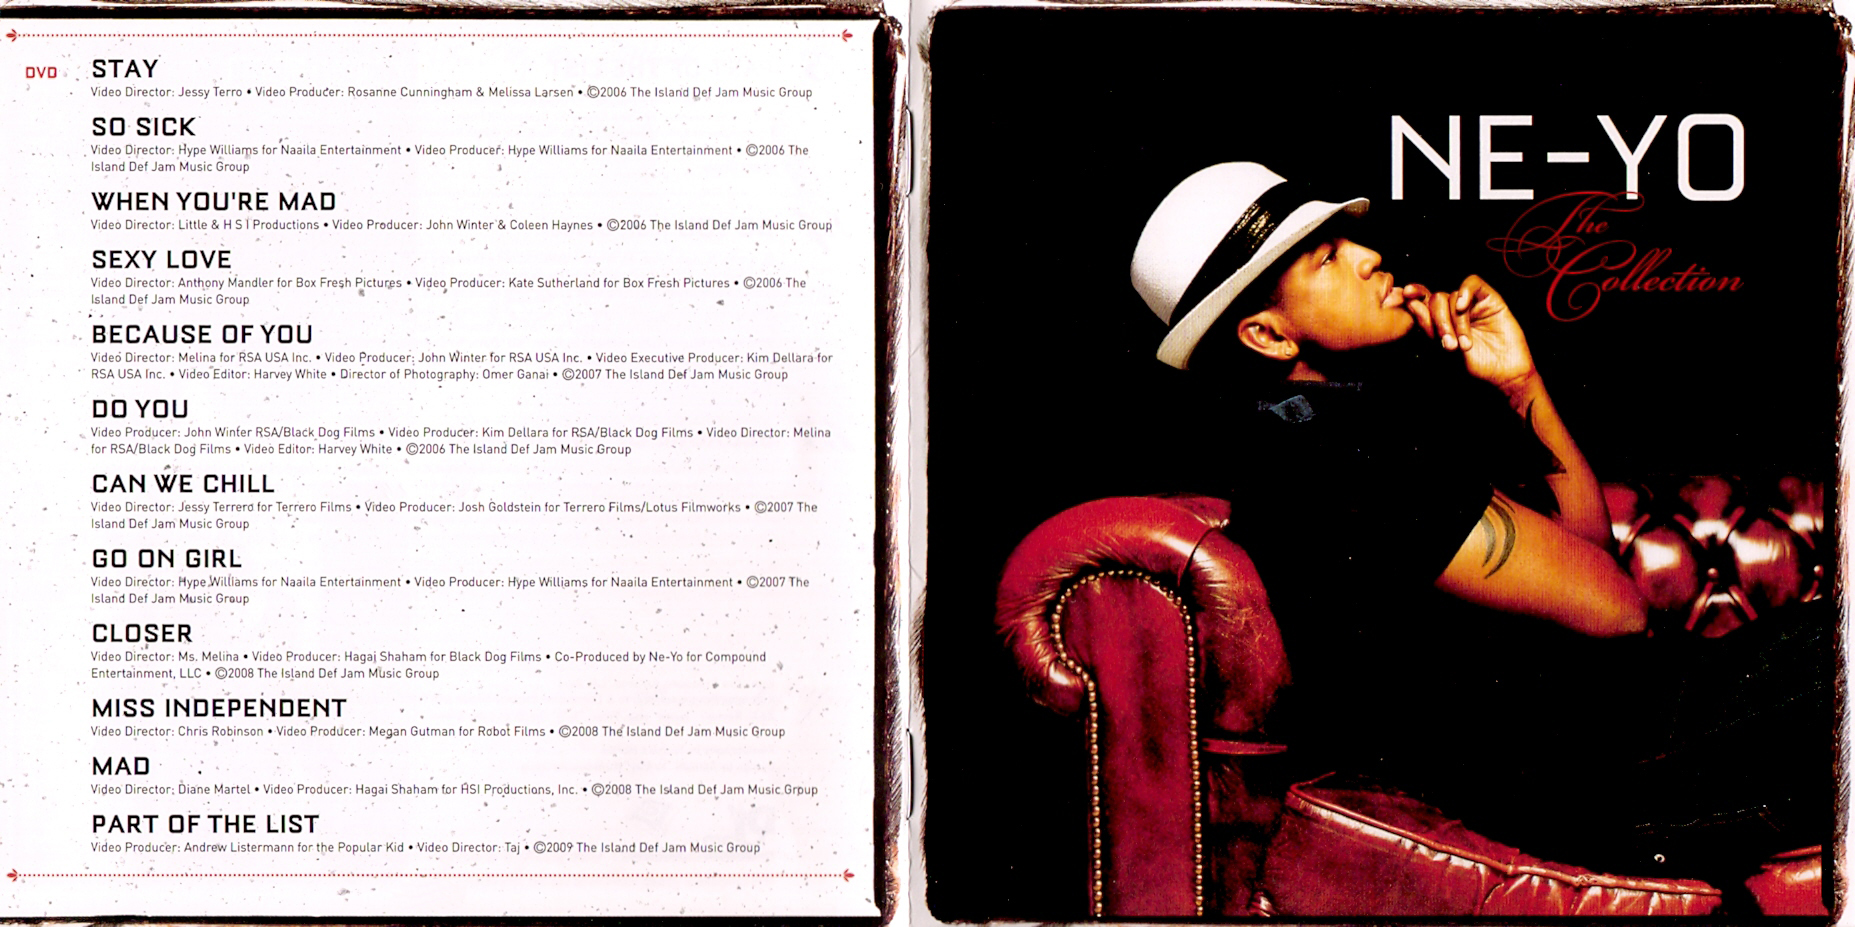 DVD
STAY
Video Director: Jessy Terro • Video Producer: Rosanne Cunningham & Melissa Larsen • ©2006 The Island Def Jam Music Group
SO SICK
Video Director: Hype Williams for Naaila Entertainment • Video Producer: Hype Williams for Naaila Entertainment • ©2006 The
Island Def Jam Music Group
WHEN YOU'RE MAD
Video Director: Little & H S I Productions • Video Producer: John Winter & Coleen Haynes • ©2006 The Island Def Jam Music Group
SEXY LOVE
Video Director: Anthony Mandler for Box Fresh Pictures • Video Producer: Kate Sutherland for Box Fresh Pictures • ©2006 The
Island Def Jam Music Group
BECAUSE OF YOU
Video Director: Melina for RSA USA Inc. • Video Producer: John Winter for RSA USA Inc. • Video Executive Producer: Kim Dellara for
RSA USA Inc. • Video Editor: Harvey White • Director of Photography: Omer Ganai • ©2007 The Island Def Jam Music Group
DO YOU
Video Producer: John Winter RSA/Black Dog Films • Video Producer: Kim Dellara for RSA/Black Dog Films • Video Director: Melina
for RSA/Black Dog Films • Video Editor: Harvey White • ©2006 The Island Def Jam Music Group
CAN WE CHILL
Video Director: Jessy Terrero for Terrero Films • Video Producer: Josh Goldstein for Terrero Films/Lotus Filmworks • ©2007 The
Island Def Jam Music Group
GO ON GIRL
Video Director: Hype Williams for Naaila Entertainment • Video Producer: Hype Williams for Naaila Entertainment • ©2007 The
Island Def Jam Music Group
CLOSER
Video Director: Ms. Melina • Video Producer: Hagai Shaham for Black Dog Films • Co-Produced by Ne-Yo for Compound
Entertainment, LLC • ©2008 The Island Def Jam Music Group
MISS INDEPENDENT
Video Director: Chris Robinson • Video Producer: Megan Gutman for Robot Films • ©2008 The Island Def Jam Music Group
MAD
Video Director: Diane Martel • Video Producer: Hagai Shaham for HSI Productions, Inc. • ©2008 The Island Def Jam Music Group
PART OF THE LIST
Video Producer: Andrew Listermann for the Popular Kid • Video Director: Taj • ©2009 The Island Def Jam Music Group
NE-YO
The
Collection